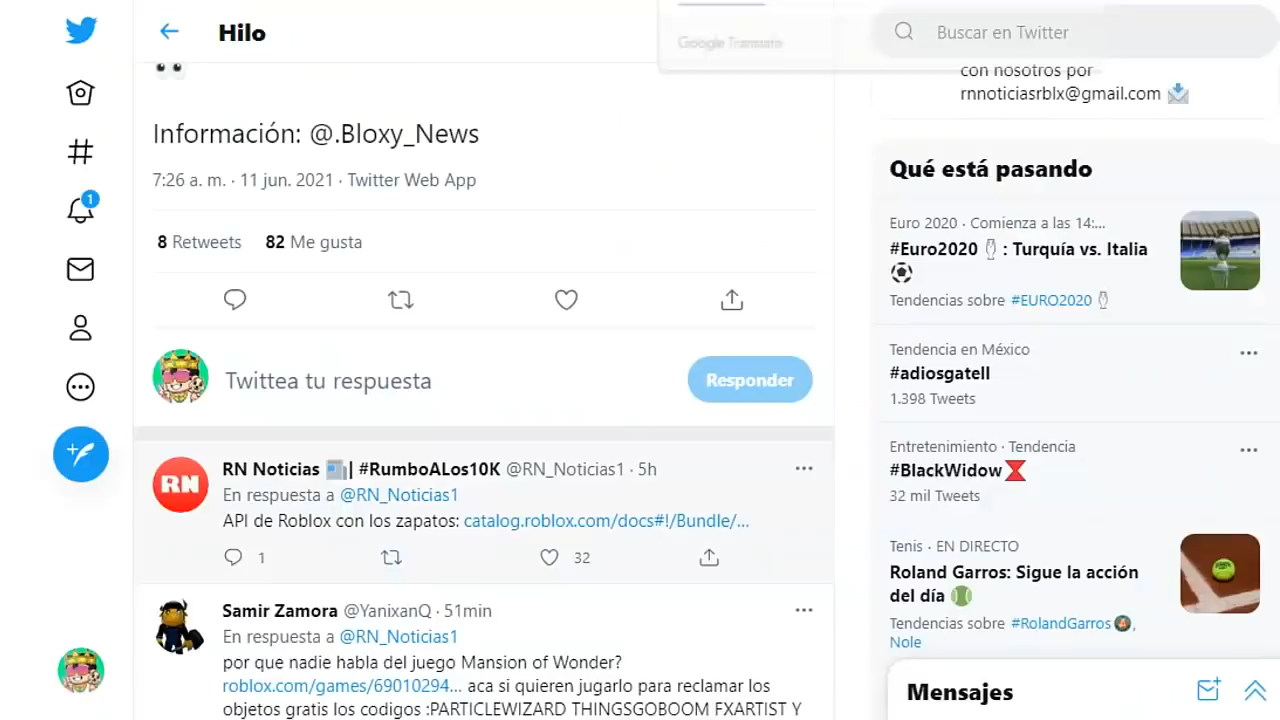 Hilo
Google Translate
Buscar en Twitter
Información: @.Bloxy_News
7:26 a. m. · 11 jun. 2021 · Twitter Web App
8 Retweets 82 Me gusta
Twittea tu respuesta
Responder
RN Noticias | #RumboALos10K @RN_Noticias1 · 5h
En respuesta a @RN_Noticias1
API de Roblox con los zapatos: catalog.roblox.com/docs#!/Bundle/...
1 32
RN
Samir Zamora @YanixanQ · 51min
En respuesta a @RN_Noticias1
por que nadie habla del juego Mansion of Wonder?
roblox.com/games/69010294... aca si quieren jugarlo para reclamar los
objetos gratis los codigos :PARTICLEWIZARD THINGSGOBOOM FXARTIST Y
1
con nosotros por
rnnoticiasrblx@gmail.com
Qué está pasando
Euro 2020 · Comienza a las 14:...
#Euro2020 : Turquía vs. Italia
Tendencias sobre #EURO2020
Tendencia en México
#adiosgatell
1.398 Tweets
Entretenimiento · Tendencia
#BlackWidow
32 mil Tweets
Tenis · EN DIRECTO
Roland Garros: Sigue la acción
del día
Tendencias sobre #RolandGarros ,
Nole
Mensajes